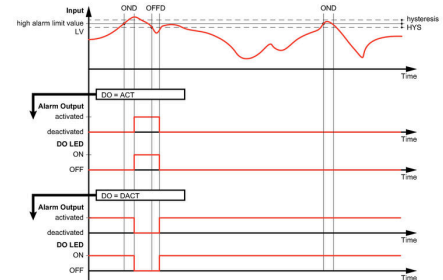 Input
OND
OFFD
OND
high alarm limit value
LV
hysteresis
HYS
Time
DO = ACT
Alarm Output
activated
deactivated
Time
DO LED
ON
OFF
Time
DO = DACT
Alarm Output
activated
deactivated
Time
DO LED
ON
OFF
Time